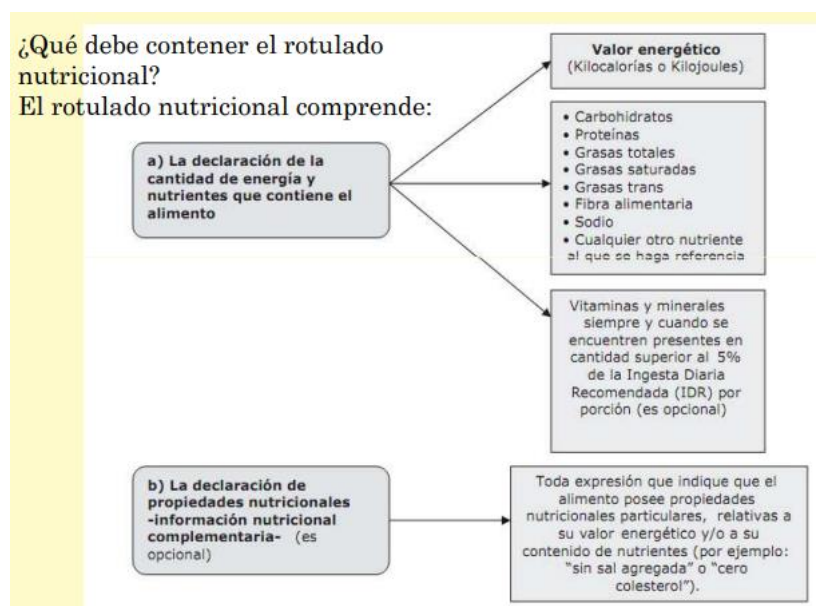 ¿Qué debe contener el rotulado
nutricional?
El rotulado nutricional comprende:
a) La declaración de la
cantidad de energía y
nutrientes que contiene el
alimento
Valor energético
(Kilocalorías o Kilojoules)
• Carbohidratos
• Proteínas
• Grasas totales
• Grasas saturadas
• Grasas trans
• Fibra alimentaria
• Sodio
• Cualquier otro nutriente
al que se haga referencia
Vitaminas y minerales
siempre y cuando se
encuentren presentes en
cantidad superior al 5%
de la Ingesta Diaria
Recomendada (IDR) por
porción (es opcional)
b) La declaración de
propiedades nutricionales
-información nutricional
complementaria- (es
opcional)
Toda expresión que indique que el
alimento posee propiedades
nutricionales particulares, relativas a
su valor energético y/o a su
contenido de nutrientes (por ejemplo:
“sin sal agregada” o “cero
colesterol”).